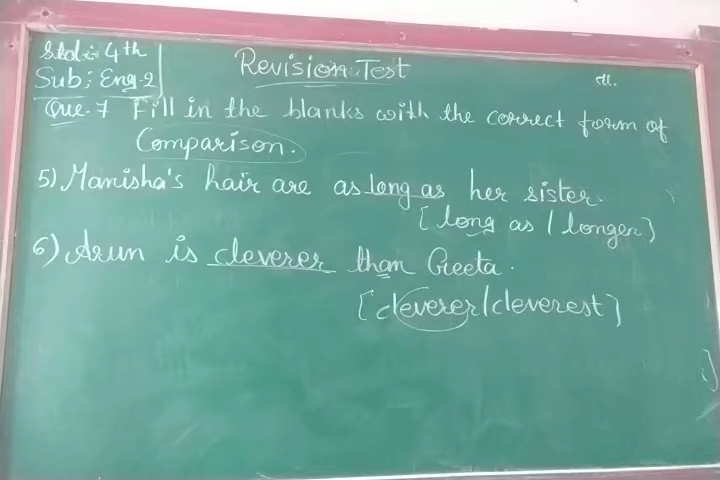 Std :- 4th
Revision Test
Sub : Eng-2
Que. 7 Fill in the blanks with the correct form of
Comparison.
5) Manisha's hair are as long as her sister.
[long as / longer]
6) Arun is cleverer than Geeta.
[cleverer/cleverest]